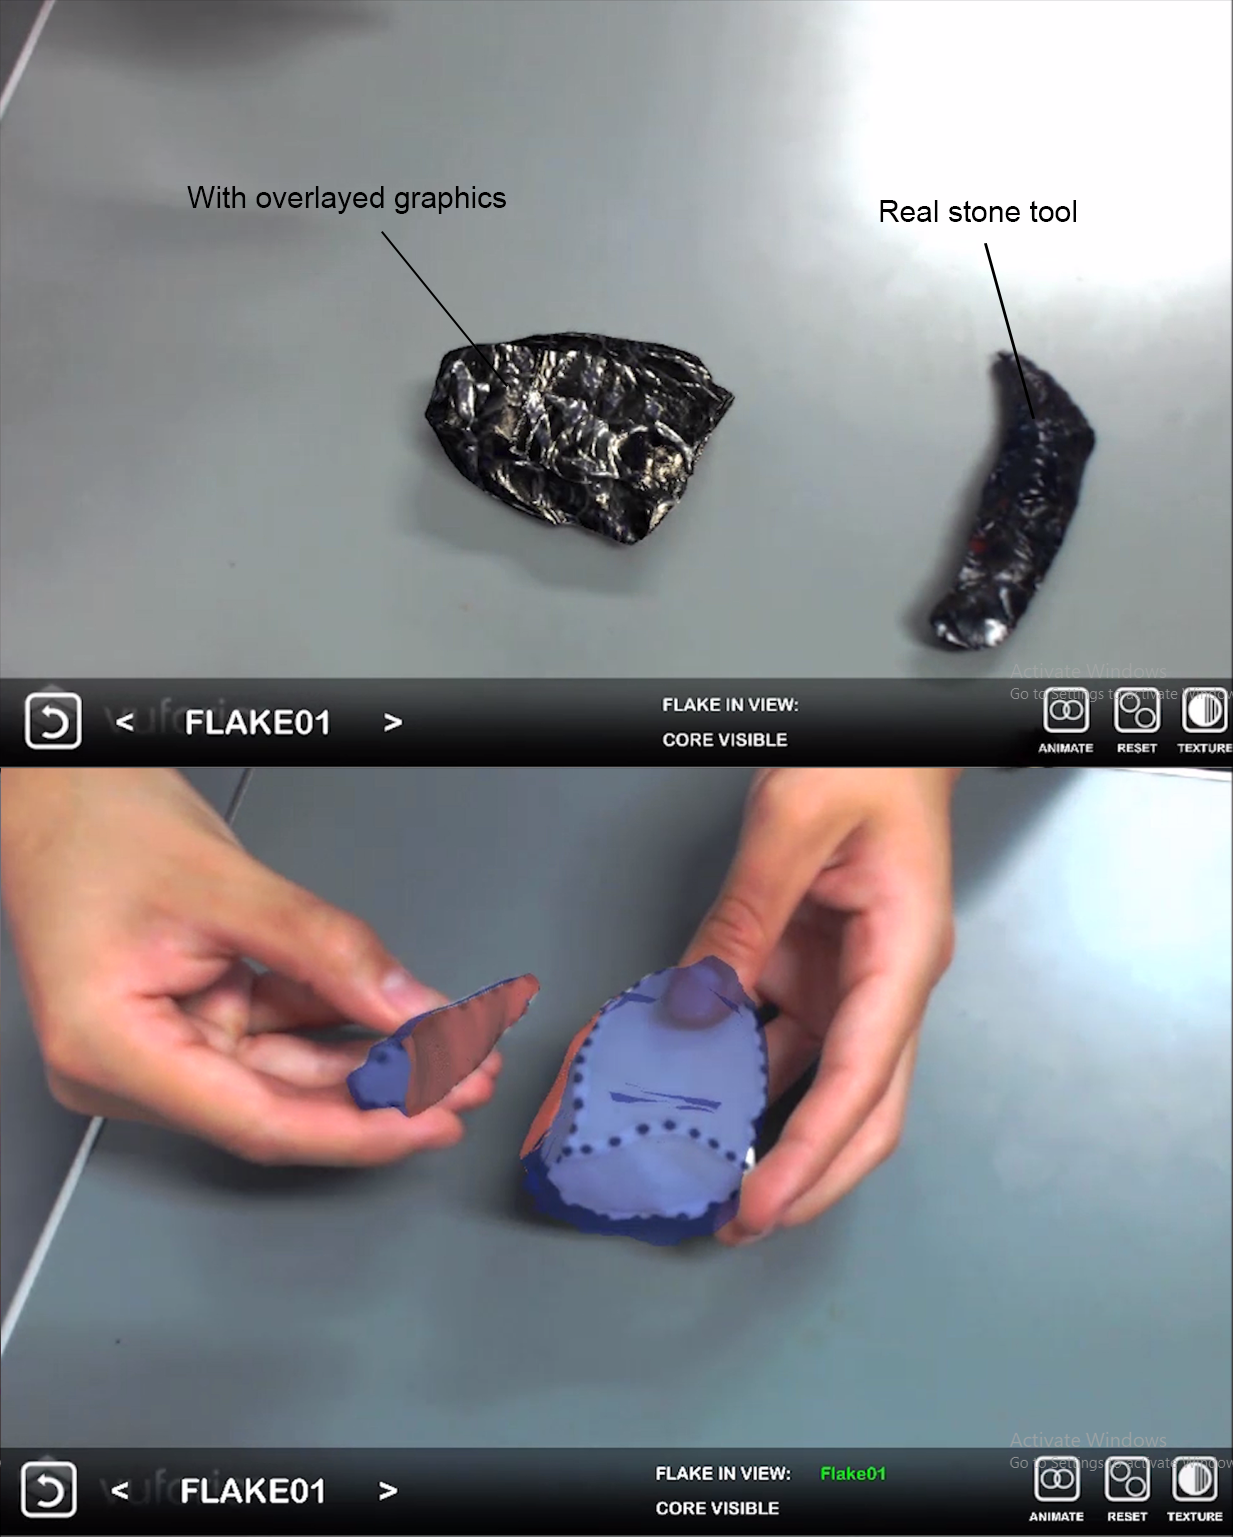 With overlayed graphics
Real stone tool
Activate Windows
Go to Settings to activate Windows
vuforia
< FLAKE01 >
FLAKE IN VIEW:
CORE VISIBLE
ANIMATE
RESET
TEXTURE
Activate Windows
Go to Settings to activate Windows
vuforia
< FLAKE01 >
FLAKE IN VIEW: Flake01
CORE VISIBLE
ANIMATE
RESET
TEXTURE